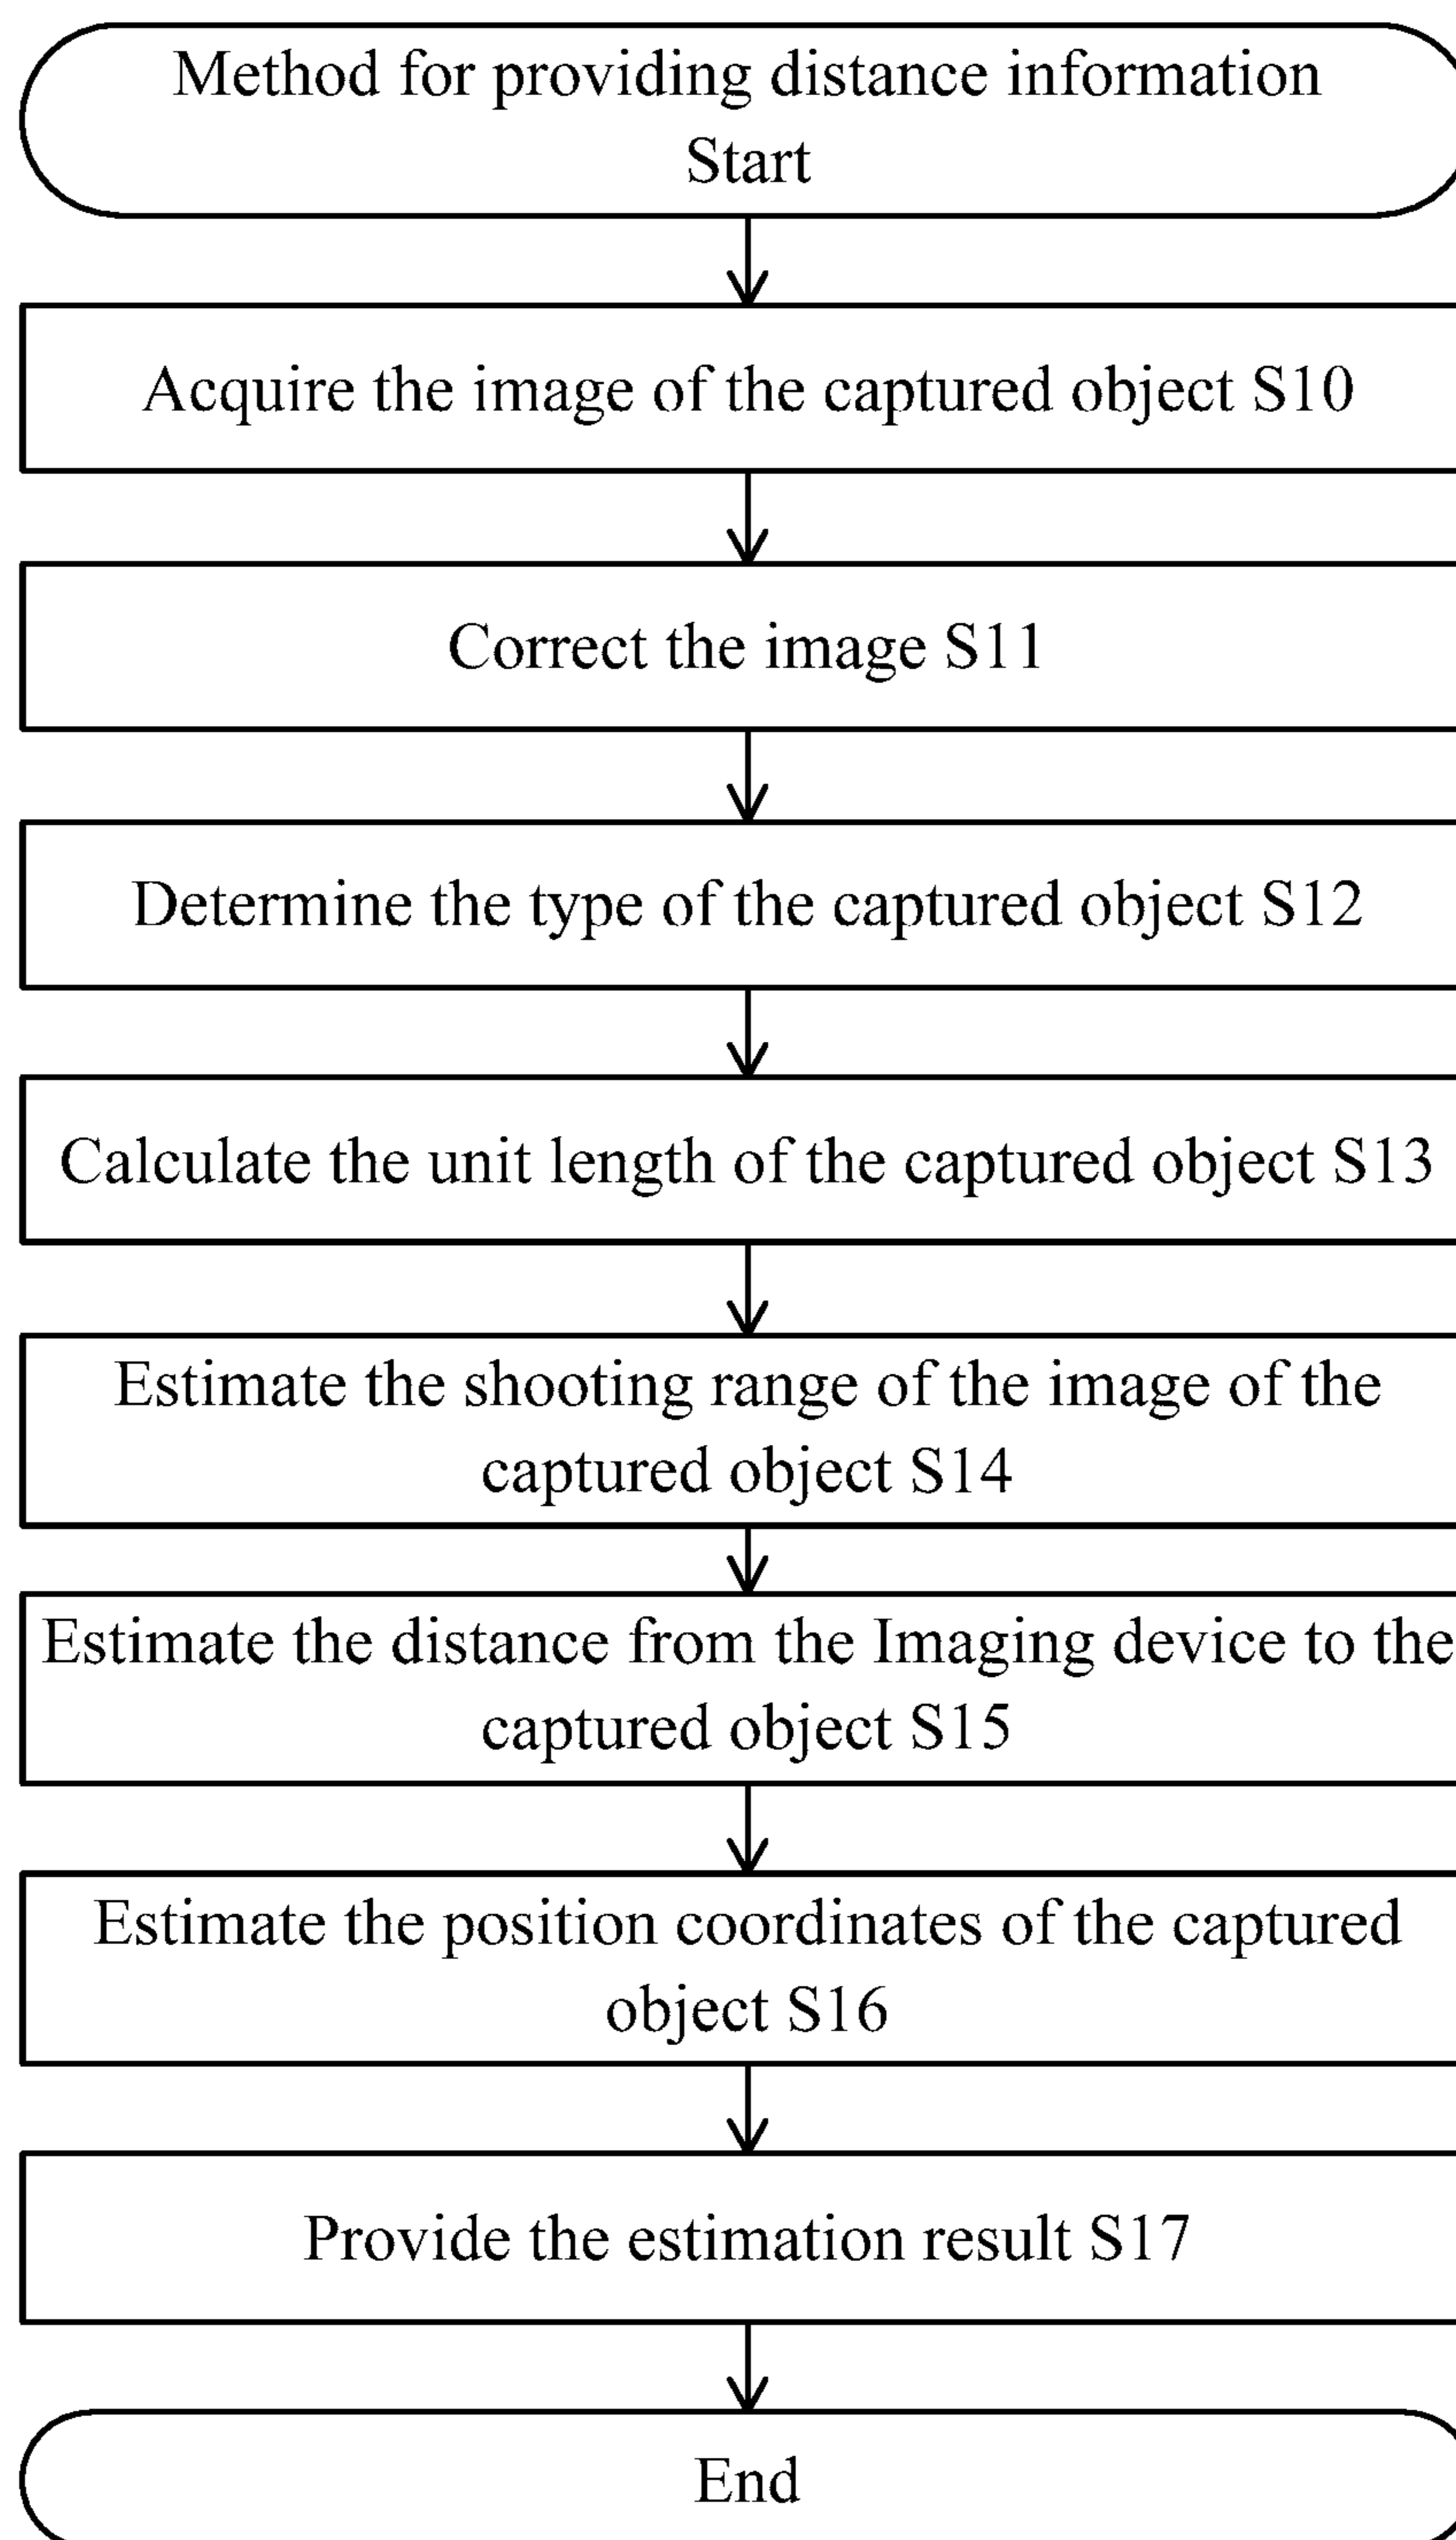 Method for providing distance information
Start
Acquire the image of the captured object S10
Correct the image S11
Determine the type of the captured object S12
Calculate the unit length of the captured object S13
Estimate the shooting range of the image of the
captured object S14
Estimate the distance from the Imaging device to the
captured object S15
Estimate the position coordinates of the captured
object S16
Provide the estimation result S17
End